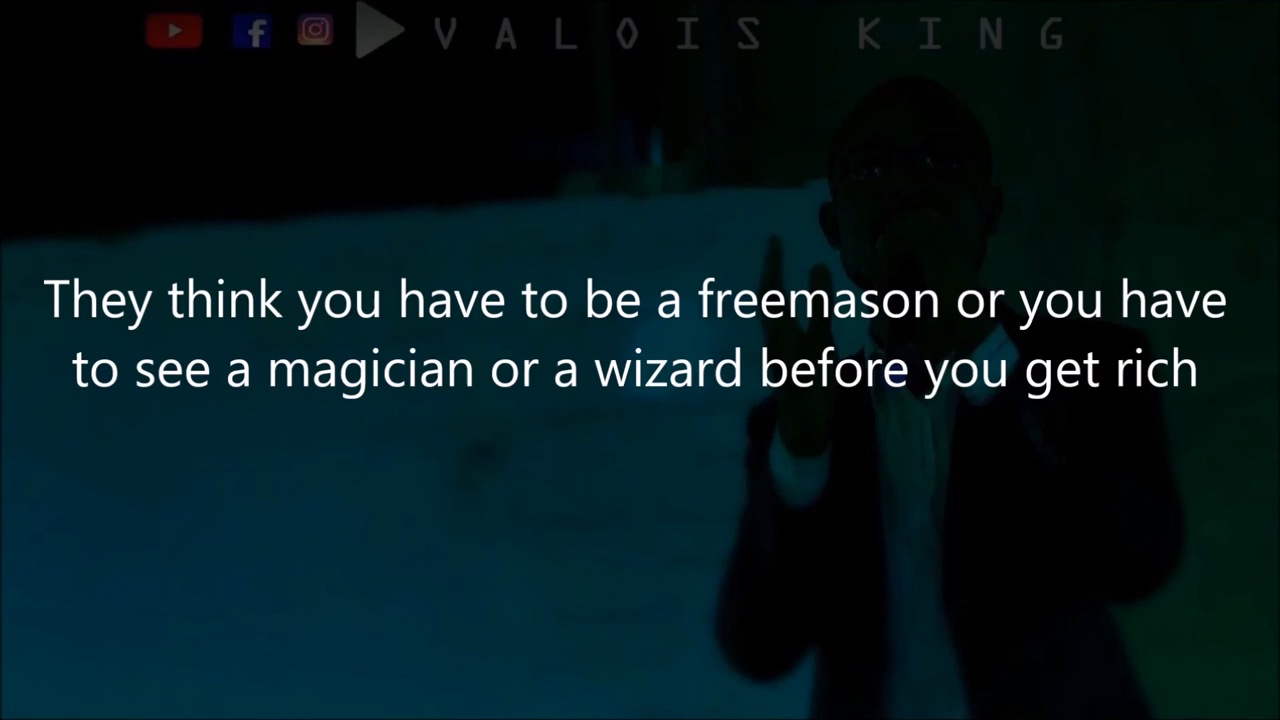 VALOIS KING
They think you have to be a freemason or you have
to see a magician or a wizard before you get rich